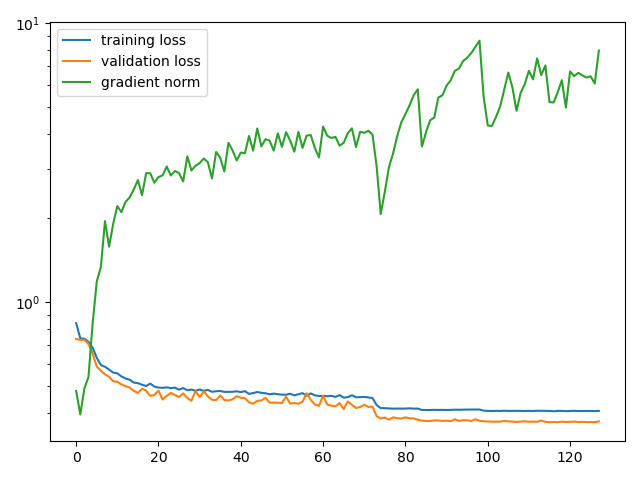 10¹
training loss
validation loss
gradient norm
10⁰
0 20 40 60 80 100 120